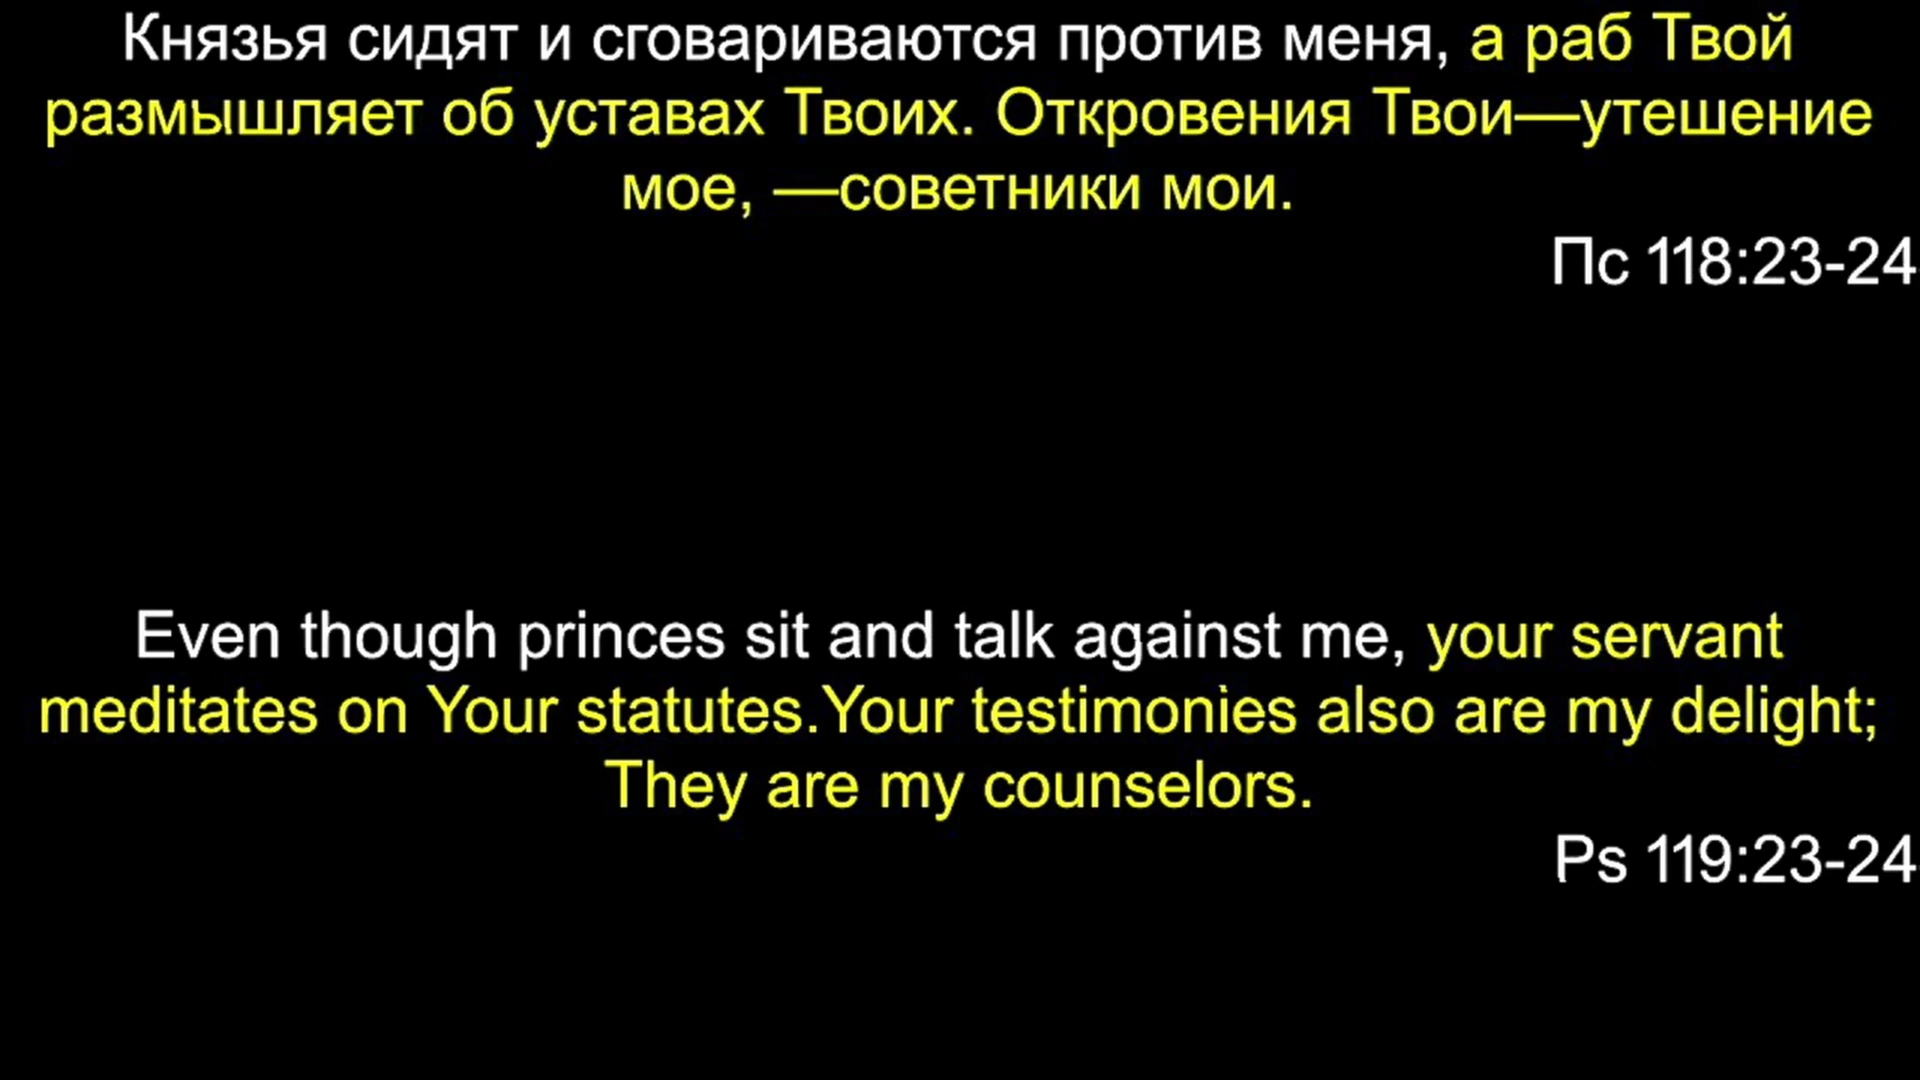 Князья сидят и сговариваются против меня, а раб Твой
размышляет об уставах Твоих. Откровения Твои—утешение
мое, —советники мои.
Пс 118:23-24
Even though princes sit and talk against me, your servant
meditates on Your statutes.Your testimonies also are my delight;
They are my counselors.
Ps 119:23-24